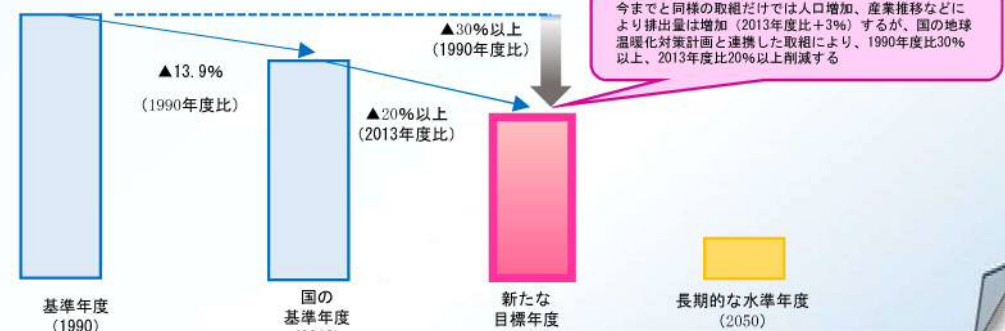 今までと同様の取組だけでは人口増加、産業推移などに
より排出量は増加（2013年度比＋3%）するが、国の地球
温暖化対策計画と連携した取組により、1990年度比30%
以上、2013年度比20%以上削減する
▲30%以上
(1990年度比)
▲13.9%
(1990年度比)
▲20%以上
(2013年度比)
基準年度
(1990)
国の
基準年度
新たな
目標年度
長期的な水準年度
(2050)